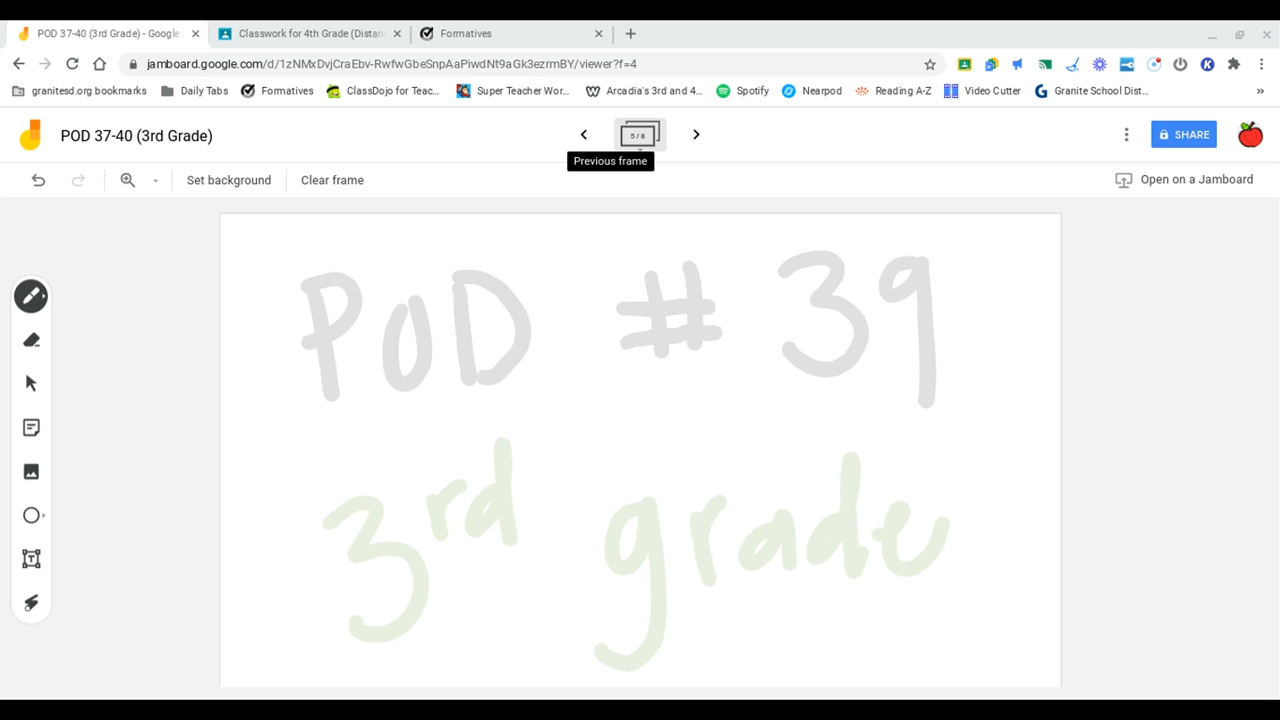 POD 37-40 (3rd Grade) - Google
Classwork for 4th Grade (Distan
Formatives
jamboard.google.com/d/1zNMxDvjCraEbv-RwfwGbeSnpAaPiwdNt9aGk3ezrmBY/viewer?f=4
granitesd.org bookmarks
Daily Tabs
Formatives
ClassDojo for Teac...
Super Teacher Wor...
Arcadia's 3rd and 4...
Spotify
Nearpod
Reading A-Z
Video Cutter
Granite School Dist...
»
POD 37-40 (3rd Grade)
5 / 8
SHARE
Previous frame
Set background
Clear frame
Open on a Jamboard
POD # 39
3rd grade